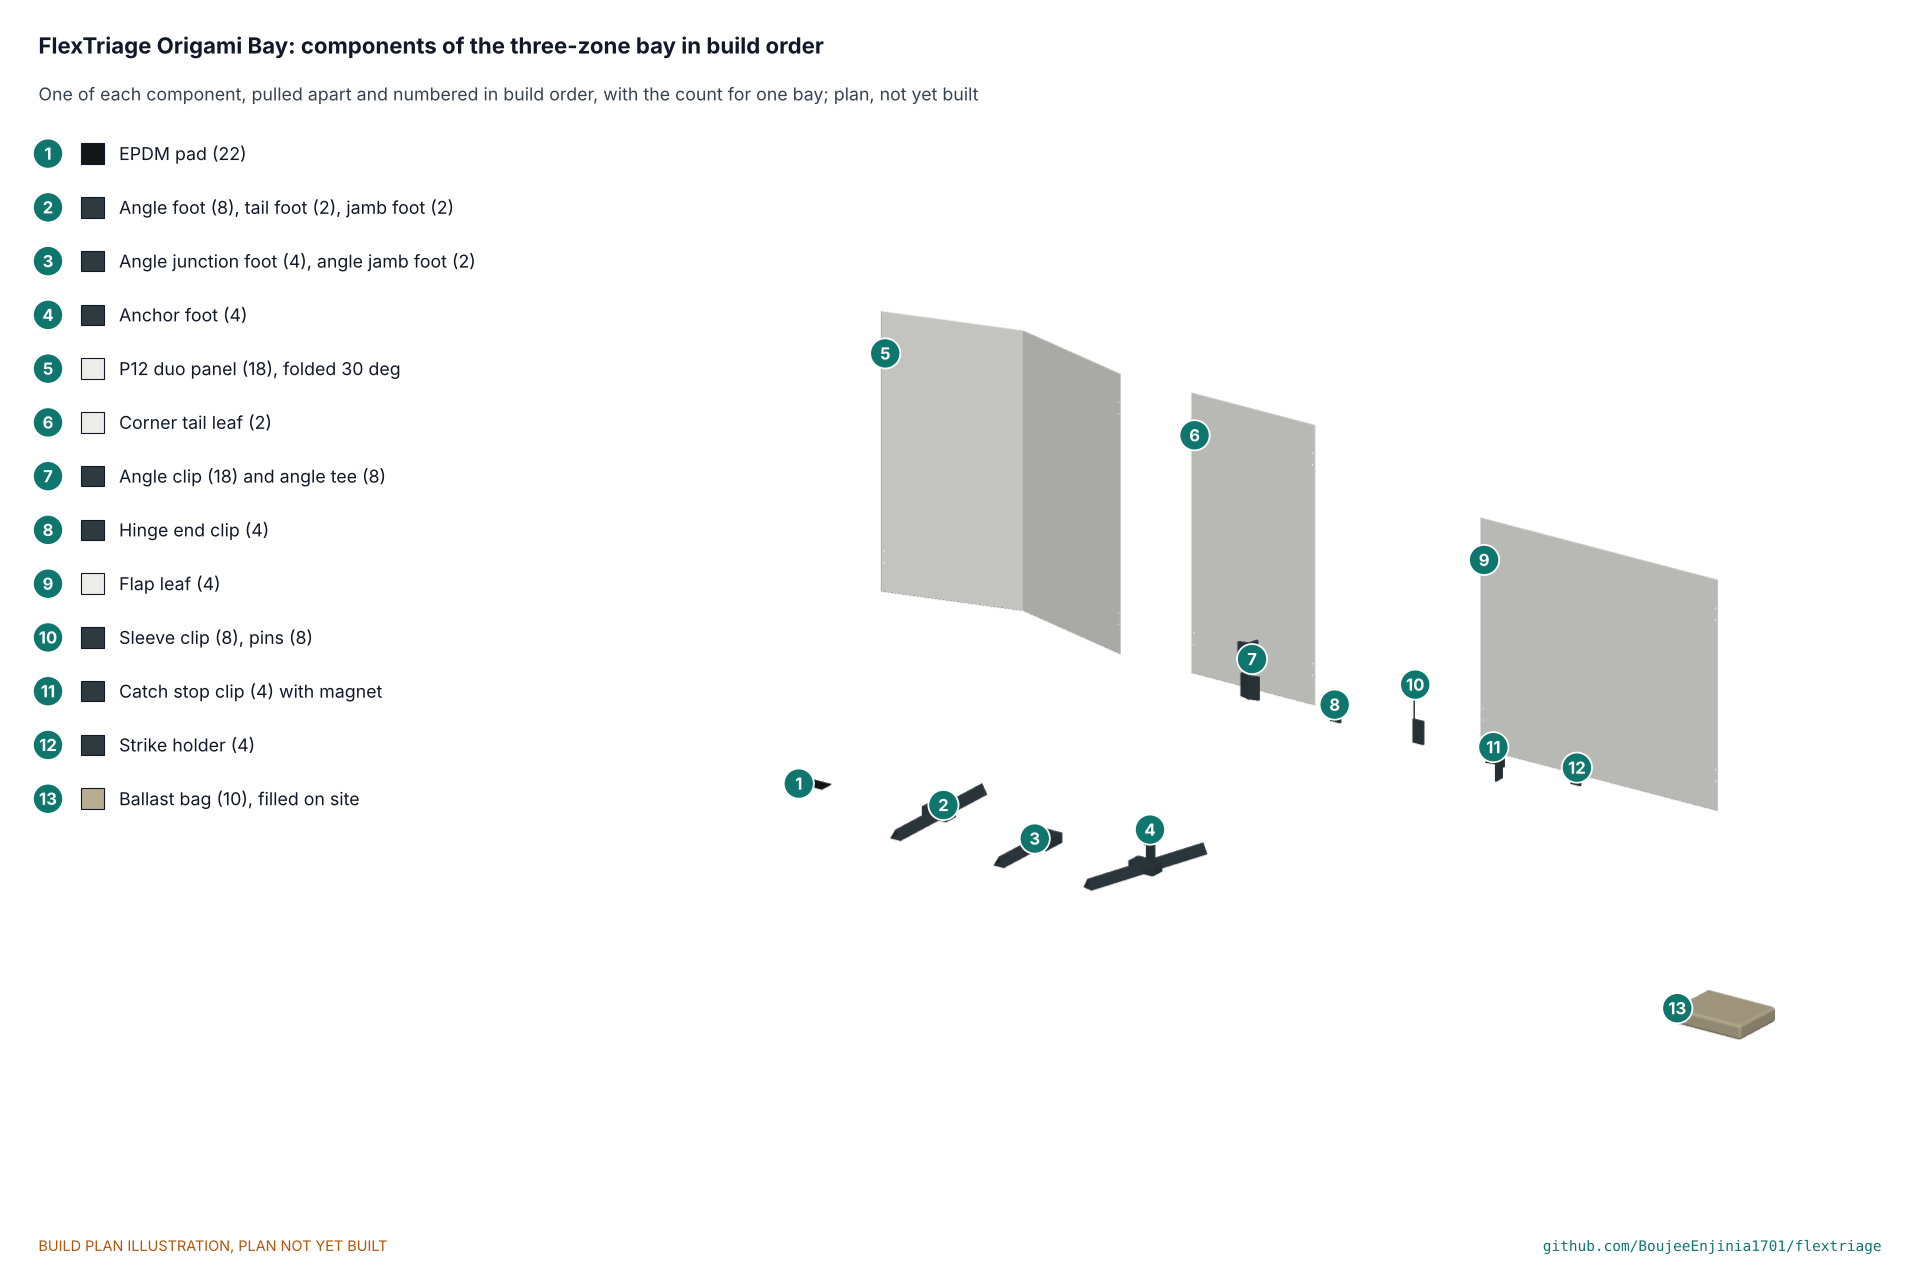 FlexTriage Origami Bay: components of the three-zone bay in build order
One of each component, pulled apart and numbered in build order, with the count for one bay; plan, not yet built
1 EPDM pad (22)
2 Angle foot (8), tail foot (2), jamb foot (2)
3 Angle junction foot (4), angle jamb foot (2)
4 Anchor foot (4)
5 P12 duo panel (18), folded 30 deg
6 Corner tail leaf (2)
7 Angle clip (18) and angle tee (8)
8 Hinge end clip (4)
9 Flap leaf (4)
10 Sleeve clip (8), pins (8)
11 Catch stop clip (4) with magnet
12 Strike holder (4)
13 Ballast bag (10), filled on site
5
6
9
7
10
8
11
12
1
2
3
4
13
BUILD PLAN ILLUSTRATION, PLAN NOT YET BUILT
github.com/BoujeeEnjinia1701/flextriage